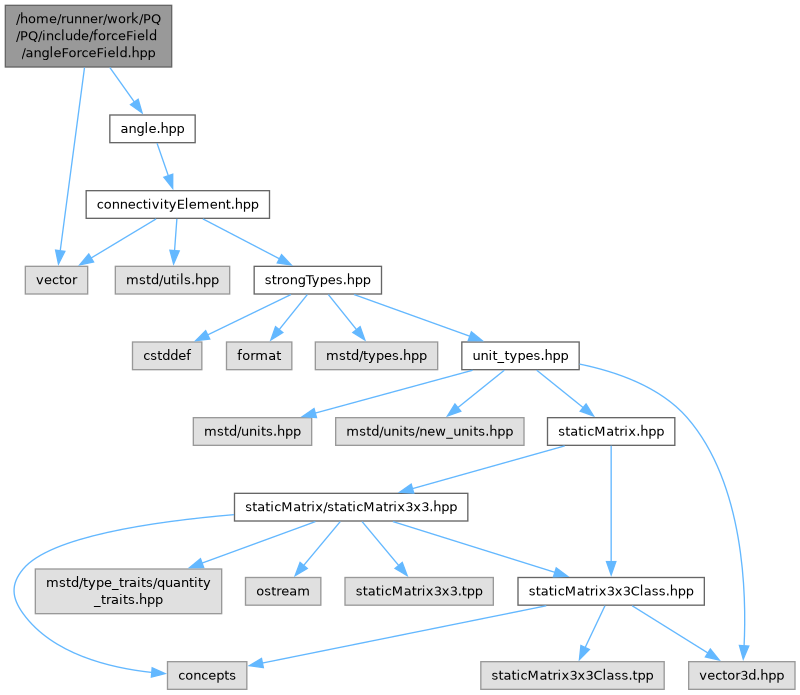 /home/runner/work/PQ
/PQ/include/forceField
/angleForceField.hpp
angle.hpp
connectivityElement.hpp
vector
mstd/utils.hpp
strongTypes.hpp
cstddef
format
mstd/types.hpp
unit_types.hpp
mstd/units.hpp
mstd/units/new_units.hpp
staticMatrix.hpp
staticMatrix/staticMatrix3x3.hpp
mstd/type_traits/quantity
_traits.hpp
ostream
staticMatrix3x3.tpp
staticMatrix3x3Class.hpp
concepts
staticMatrix3x3Class.tpp
vector3d.hpp